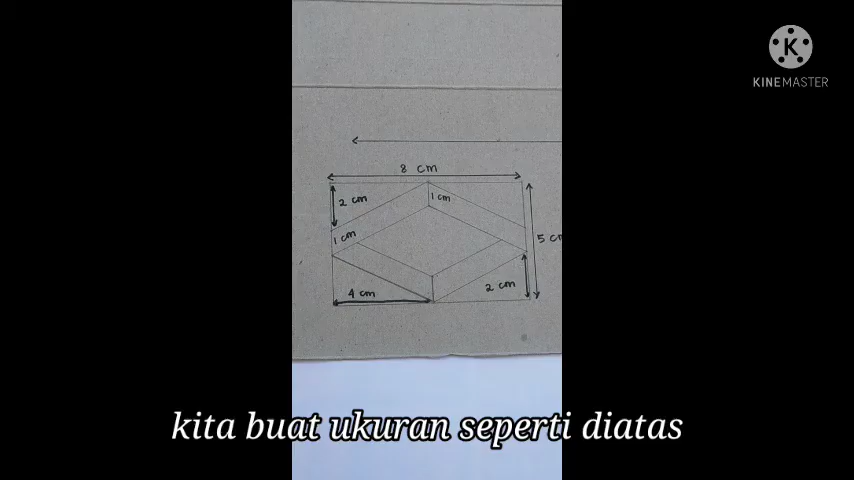 KINEMASTER
8 cm
2 cm
1 cm
1 cm
5 cm
4 cm
2 cm
kita buat ukuran seperti diatas